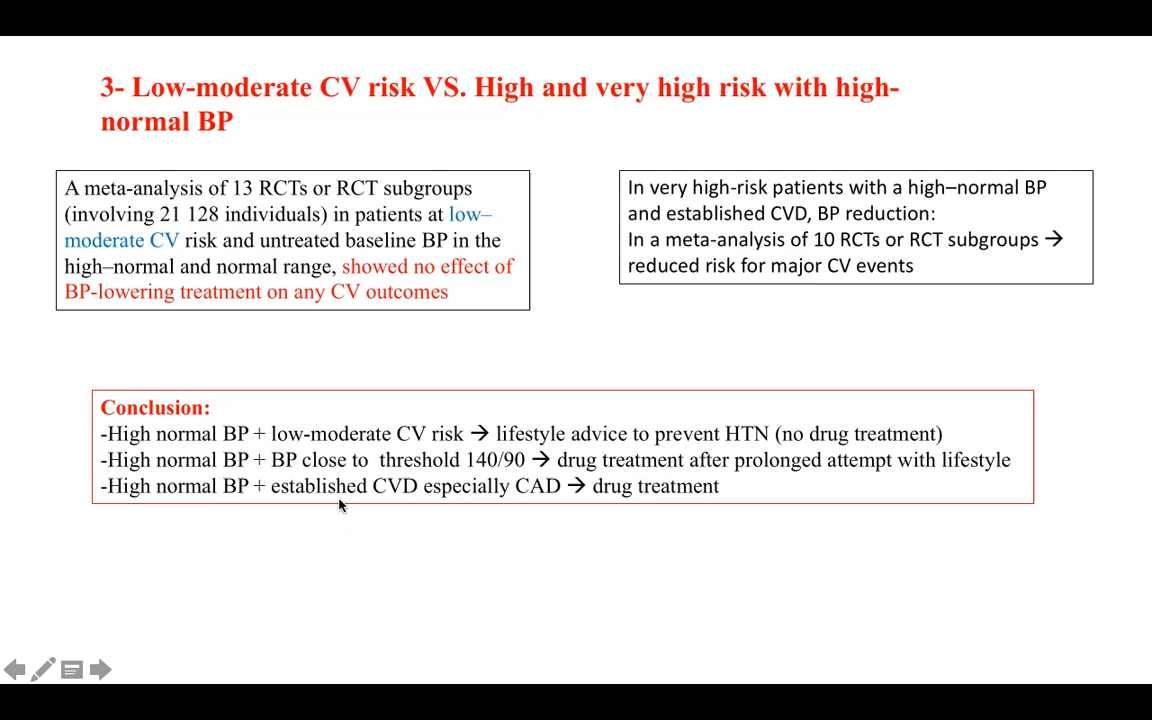 3- Low-moderate CV risk VS. High and very high risk with high-
normal BP
A meta-analysis of 13 RCTs or RCT subgroups
(involving 21 128 individuals) in patients at low–
moderate CV risk and untreated baseline BP in the
high–normal and normal range, showed no effect of
BP-lowering treatment on any CV outcomes
In very high-risk patients with a high–normal BP
and established CVD, BP reduction:
In a meta-analysis of 10 RCTs or RCT subgroups →
reduced risk for major CV events
Conclusion:
-High normal BP + low-moderate CV risk → lifestyle advice to prevent HTN (no drug treatment)
-High normal BP + BP close to  threshold 140/90 → drug treatment after prolonged attempt with lifestyle
-High normal BP + established CVD especially CAD → drug treatment